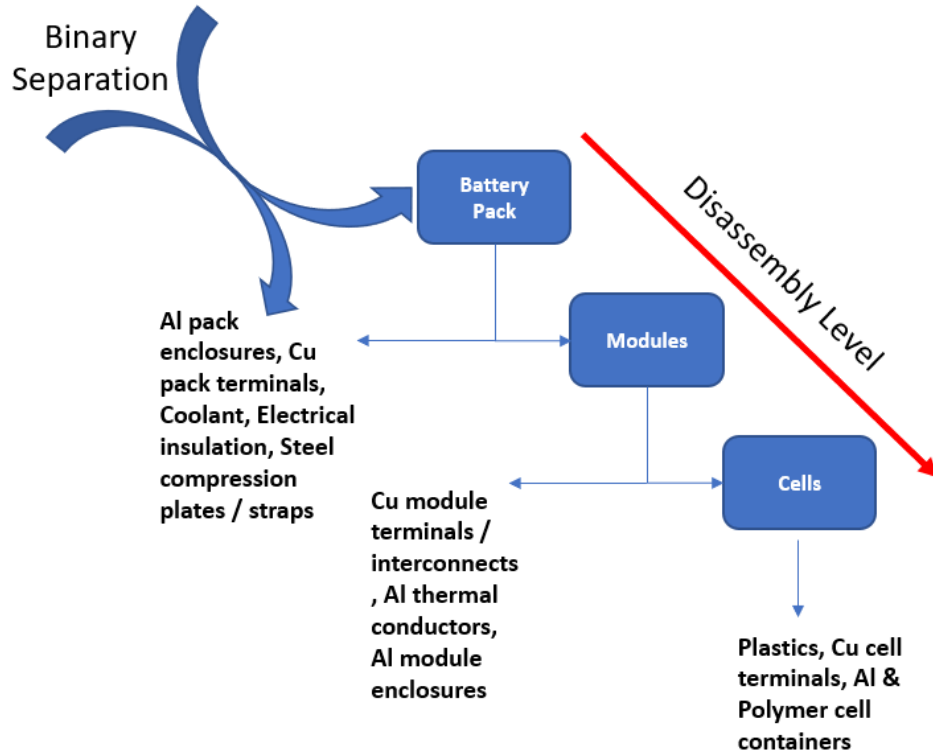 Binary
Separation
Battery
Pack
Disassembly Level
Al pack
enclosures, Cu
pack terminals,
Coolant, Electrical
insulation, Steel
compression
plates / straps
Modules
Cu module
terminals /
interconnects
, Al thermal
conductors,
Al module
enclosures
Cells
Plastics, Cu cell
terminals, Al &
Polymer cell
containers